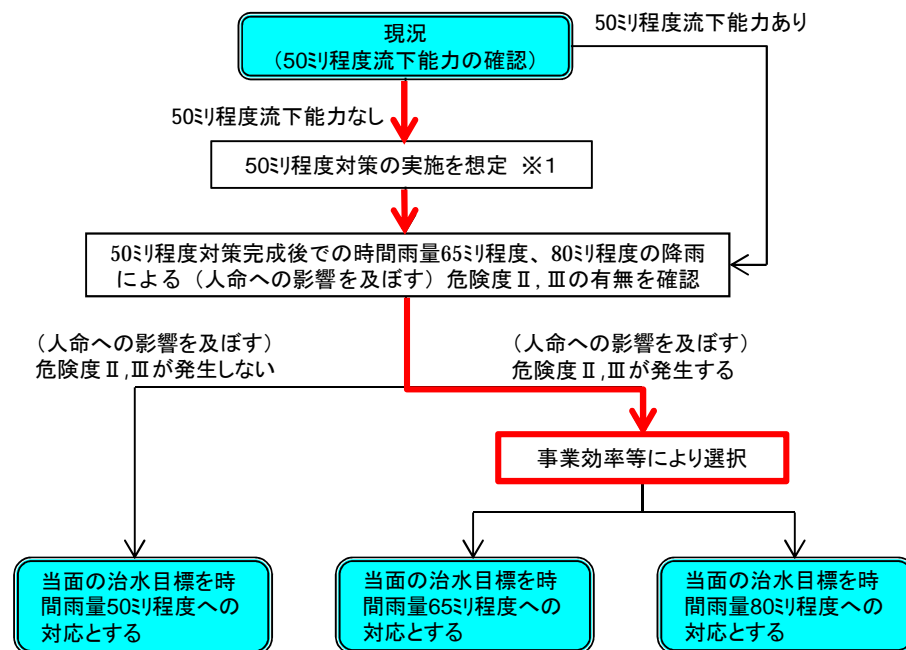 現況
（50ミリ程度流下能力の確認）
50ミリ程度流下能力あり
50ミリ程度流下能力なし
50ミリ程度対策の実施を想定 ※1
50ミリ程度対策完成後での時間雨量65ミリ程度、80ミリ程度の降雨
による（人命への影響を及ぼす）危険度Ⅱ,Ⅲの有無を確認
（人命への影響を及ぼす）
危険度Ⅱ,Ⅲが発生しない
（人命への影響を及ぼす）
危険度Ⅱ,Ⅲが発生する
事業効率等により選択
当面の治水目標を時
間雨量50ミリ程度への
対応とする
当面の治水目標を時
間雨量65ミリ程度への
対応とする
当面の治水目標を時
間雨量80ミリ程度への
対応とする